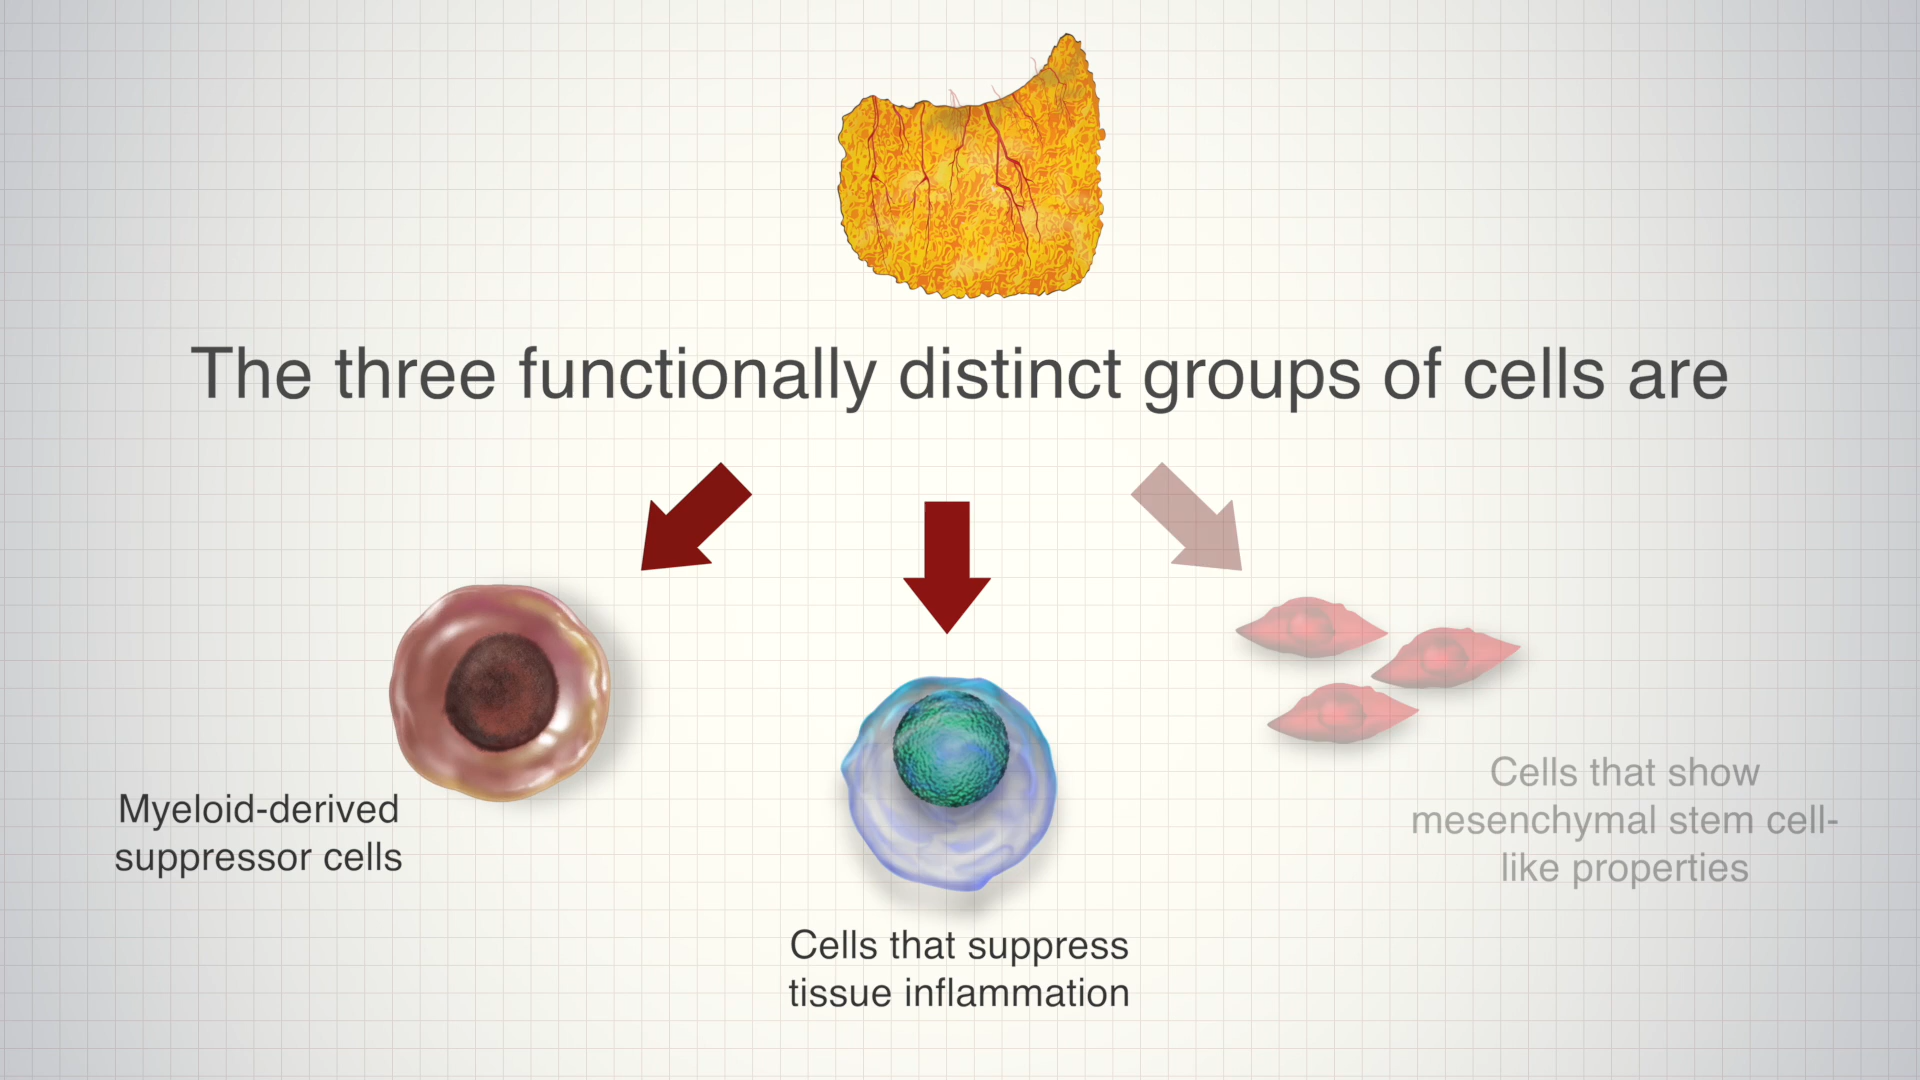 The three functionally distinct groups of cells are
Myeloid-derived
suppressor cells
Cells that suppress
tissue inflammation
Cells that show
mesenchymal stem cell-
like properties